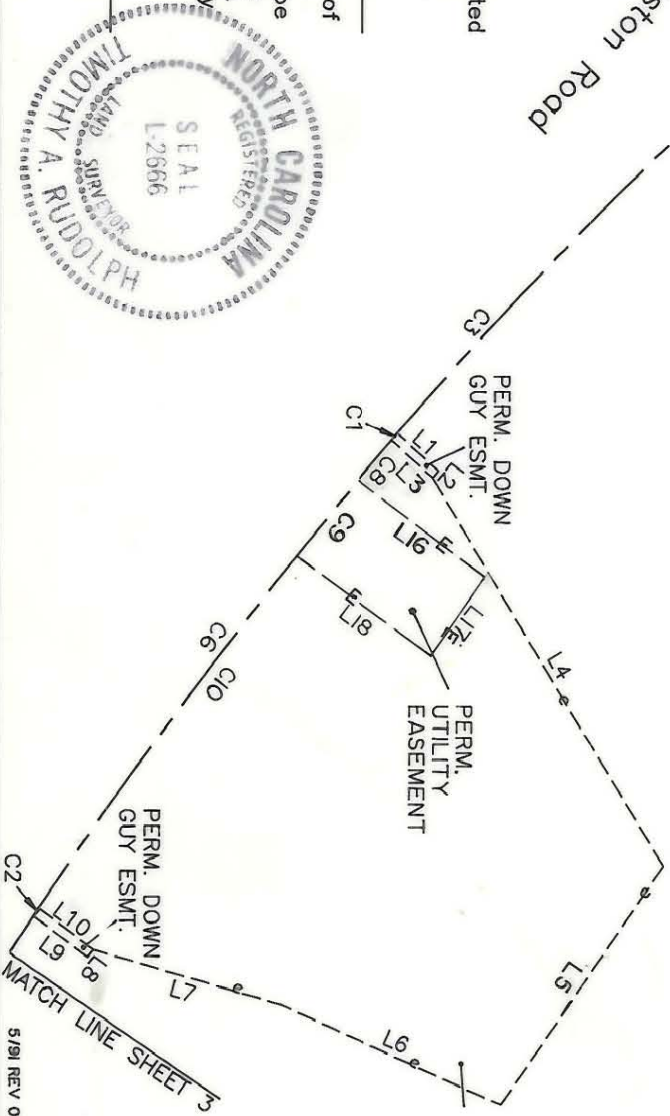 ston Road
ted
of
be
y
NORTH CAROLINA
REGISTERED
SEAL
L-2666
LAND SURVEYOR
TIMOTHY A. RUDOLPH
C3
PERM. DOWN
GUY ESMT.
C1
L1
L2
L3
C8
L16
E
L17
E
C9
E
L18
L4
e
PERM.
UTILITY
EASEMENT
C6
C10
e
L5
PERM. DOWN
GUY ESMT.
C2
L10
L8
L9
L7
e
L6
e
MATCH LINE SHEET 3
5/91 REV 0